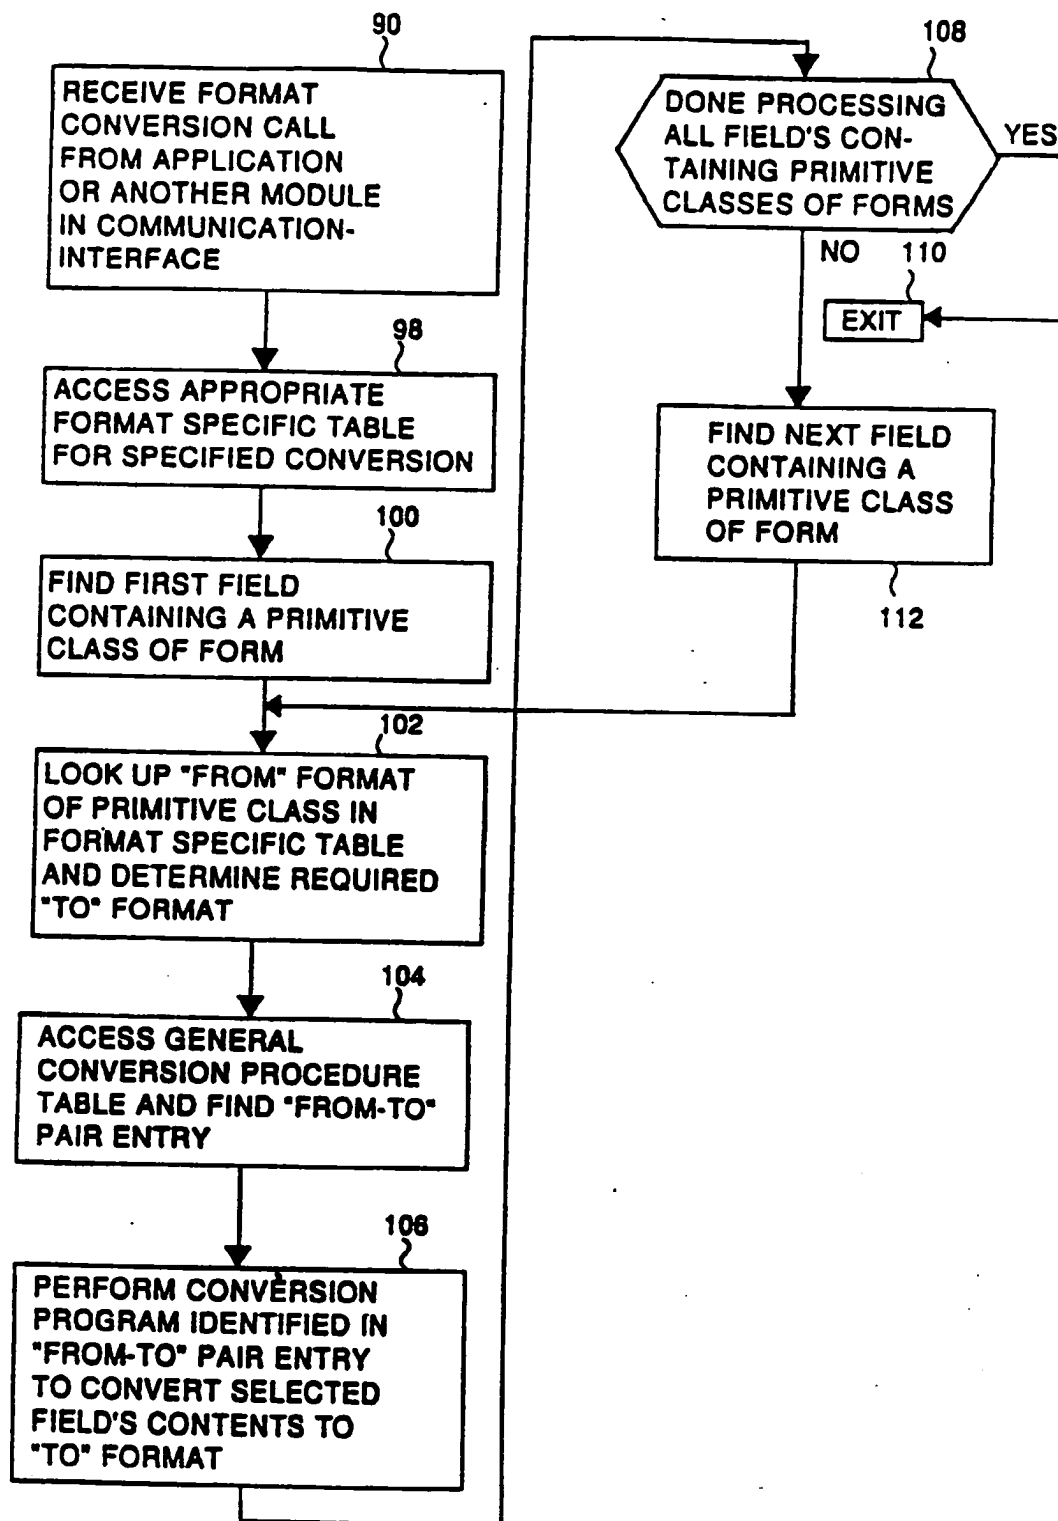 90
RECEIVE FORMAT
CONVERSION CALL
FROM APPLICATION
OR ANOTHER MODULE
IN COMMUNICATION-
INTERFACE
98
ACCESS APPROPRIATE
FORMAT SPECIFIC TABLE
FOR SPECIFIED CONVERSION
100
FIND FIRST FIELD
CONTAINING A PRIMITIVE
CLASS OF FORM
102
LOOK UP "FROM" FORMAT
OF PRIMITIVE CLASS IN
FORMAT SPECIFIC TABLE
AND DETERMINE REQUIRED
"TO" FORMAT
104
ACCESS GENERAL
CONVERSION PROCEDURE
TABLE AND FIND "FROM-TO"
PAIR ENTRY
106
PERFORM CONVERSION
PROGRAM IDENTIFIED IN
"FROM-TO" PAIR ENTRY
TO CONVERT SELECTED
FIELD'S CONTENTS TO
"TO" FORMAT
108
DONE PROCESSING
ALL FIELD'S CON-
TAINING PRIMITIVE
CLASSES OF FORMS
YES
NO
110
EXIT
FIND NEXT FIELD
CONTAINING A
PRIMITIVE CLASS
OF FORM
112